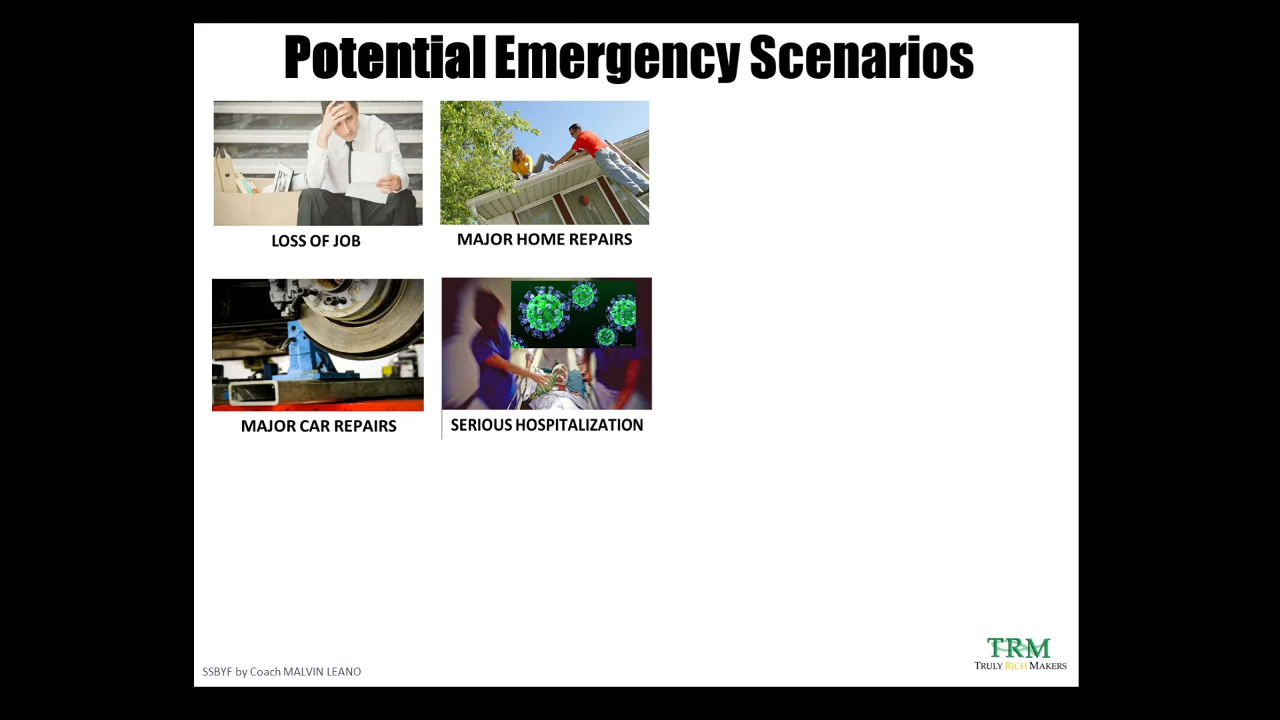 Potential Emergency Scenarios
LOSS OF JOB
MAJOR HOME REPAIRS
MAJOR CAR REPAIRS
SERIOUS HOSPITALIZATION
TRM
TRULY RICH MAKERS
SSBYF by Coach MALVIN LEANO